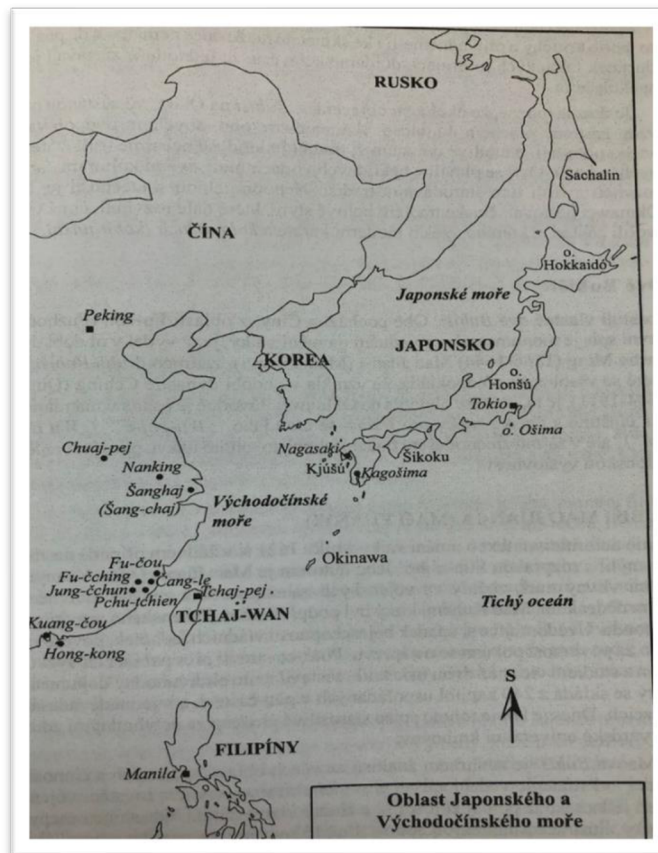 RUSKO
Sachalin
ČÍNA
o.
Hokkaidó
Japonské moře
Peking
JAPONSKO
KOREA
o.
Honšú
Tokio
o. Ošima
Chuaj-pej
Nagasaki
Šikoku
Nanking
Kjúšú
Kagošima
Šanghaj
(Šang-chaj)
Východočínské
moře
Okinawa
Fu-čou
Fu-čching
Cang-le
Jung-čchun
Tchaj-pej
Pchu-tchien
Tichý oceán
TCHAJ-WAN
Kuang-čou
Hong-kong
S
FILIPÍNY
Manila
Oblast Japonského a
Východočínského moře